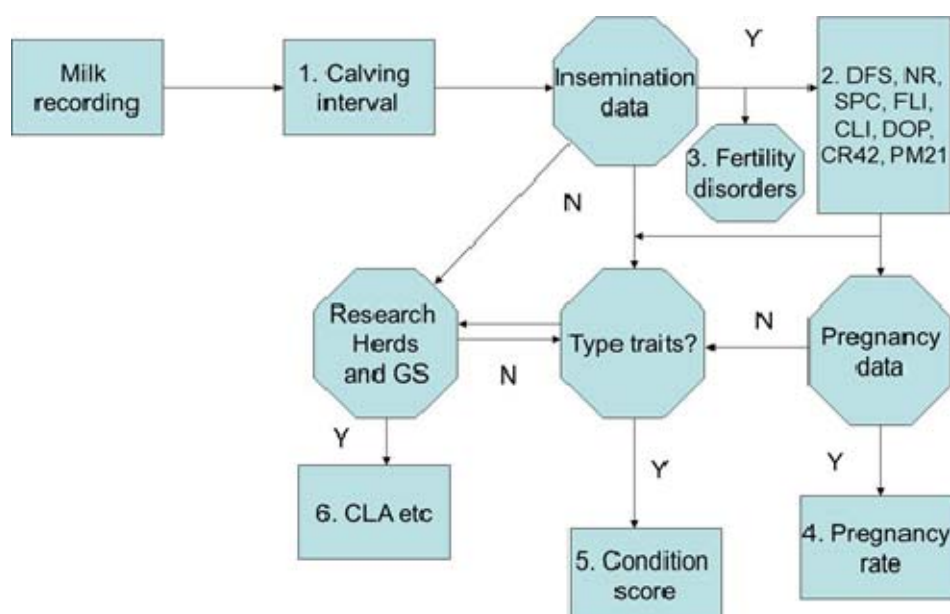 Milk
recording
1. Calving
interval
Insemination
data
Y
2. DFS, NR,
SPC, FLI,
CLI, DOP,
CR42, PM21
3. Fertility
disorders
N
Research
Herds
and GS
N
Type traits?
N
Pregnancy
data
Y
6. CLA etc
Y
5. Condition
score
Y
4. Pregnancy
rate